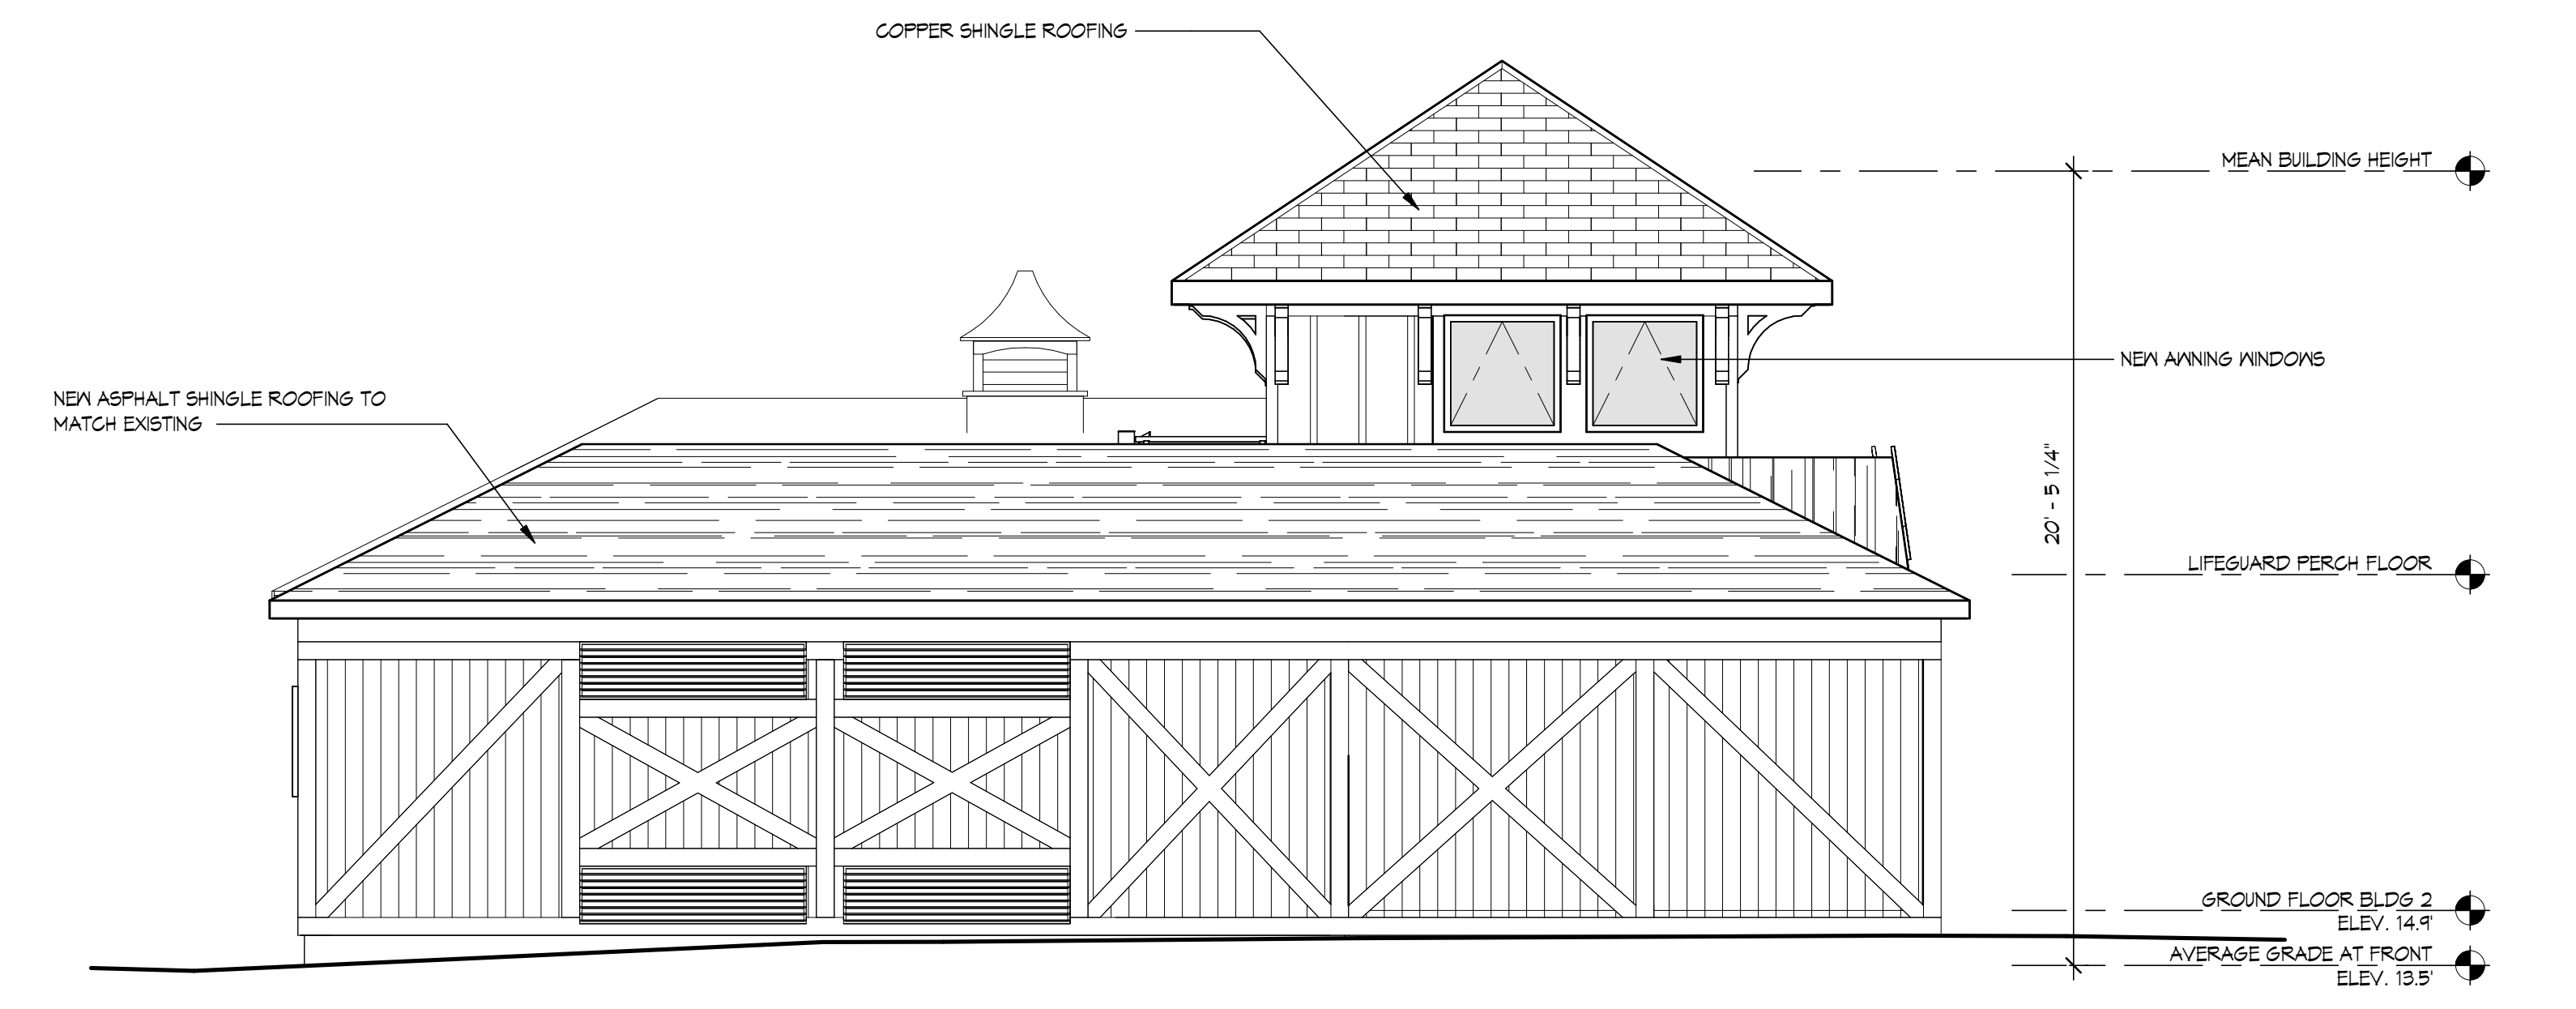 COPPER SHINGLE ROOFING
MEAN BUILDING HEIGHT
NEW AWNING WINDOWS
NEW ASPHALT SHINGLE ROOFING TO
MATCH EXISTING
20' - 5 1/4"
LIFEGUARD PERCH FLOOR
GROUND FLOOR BLDG 2
ELEV. 14.9'
AVERAGE GRADE AT FRONT
ELEV. 13.5'